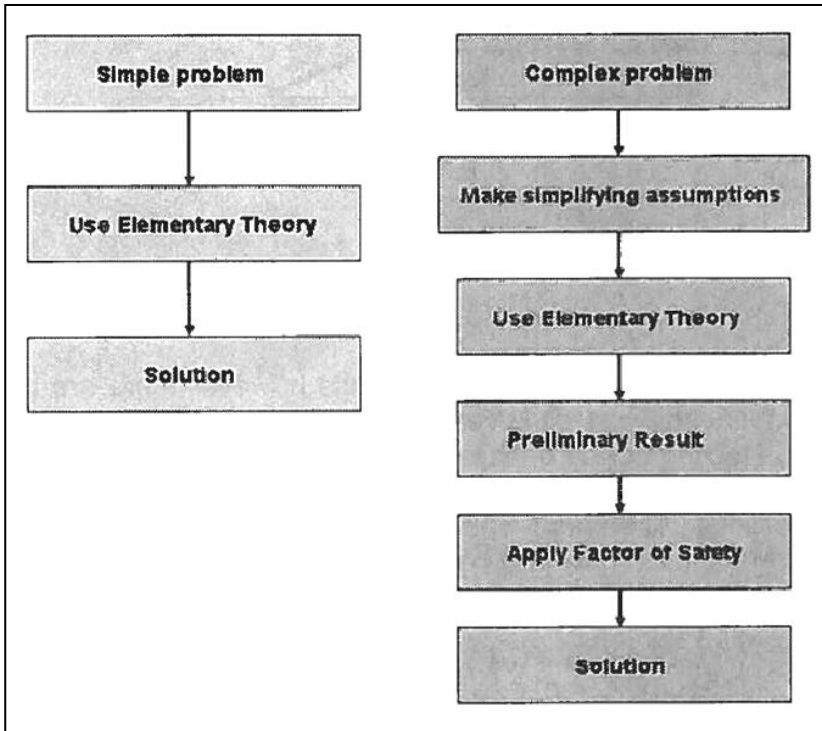 Simple problem
Use Elementary Theory
Solution
Complex problem
Make simplifying assumptions
Use Elementary Theory
Preliminary Result
Apply Factor of Safety
Solution